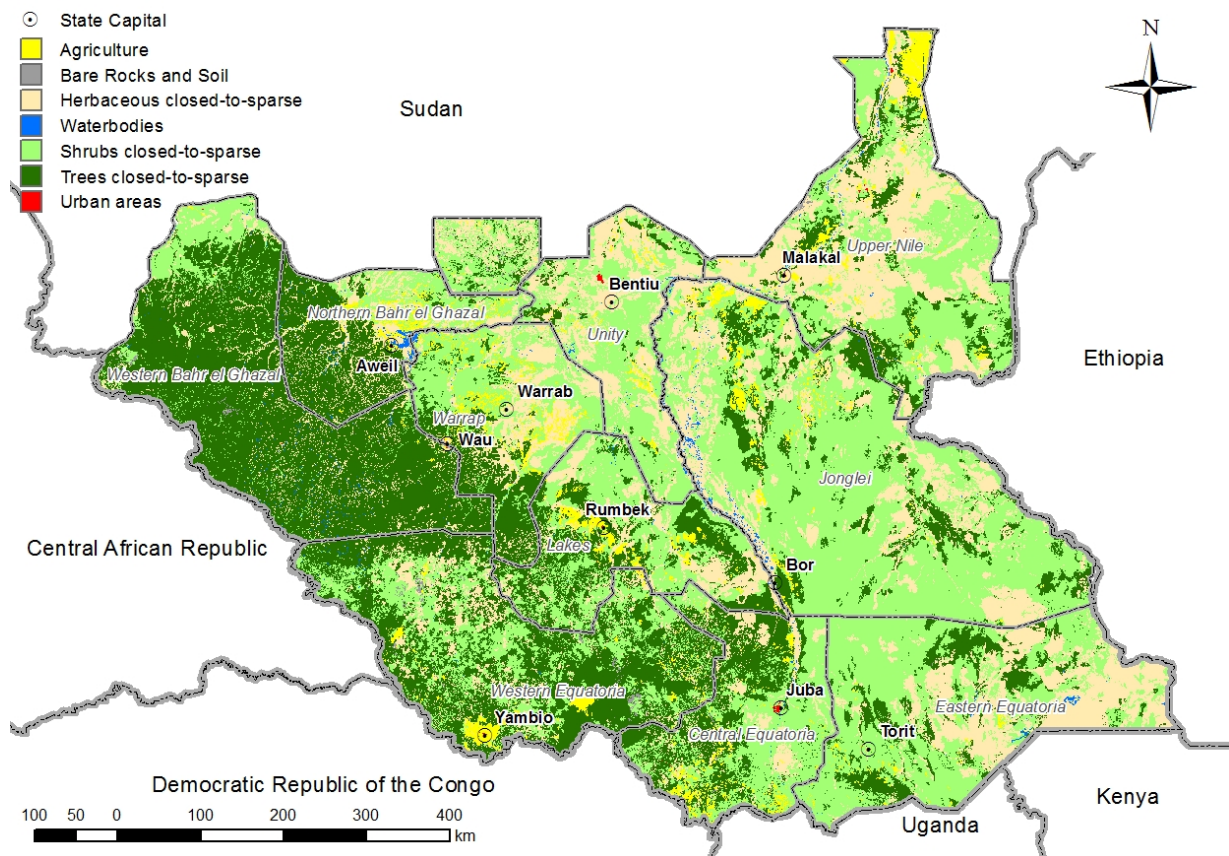 State Capital
Agriculture
Bare Rocks and Soil
Herbaceous closed-to-sparse
Waterbodies
Shrubs closed-to-sparse
Trees closed-to-sparse
Urban areas
N
Sudan
Upper Nile
Malakal
Bentiu
Northern Bahr el Ghazal
Unity
Ethiopia
Aweil
Western Bahr el Ghazal
Warrab
Warrap
Wau
Jonglei
Rumbek
Central African Republic
Lakes
Bor
Western Equatoria
Juba
Eastern Equatoria
Yambio
Central Equatoria
Torit
Democratic Republic of the Congo
Kenya
100 50 0 100 200 300 400
km
Uganda